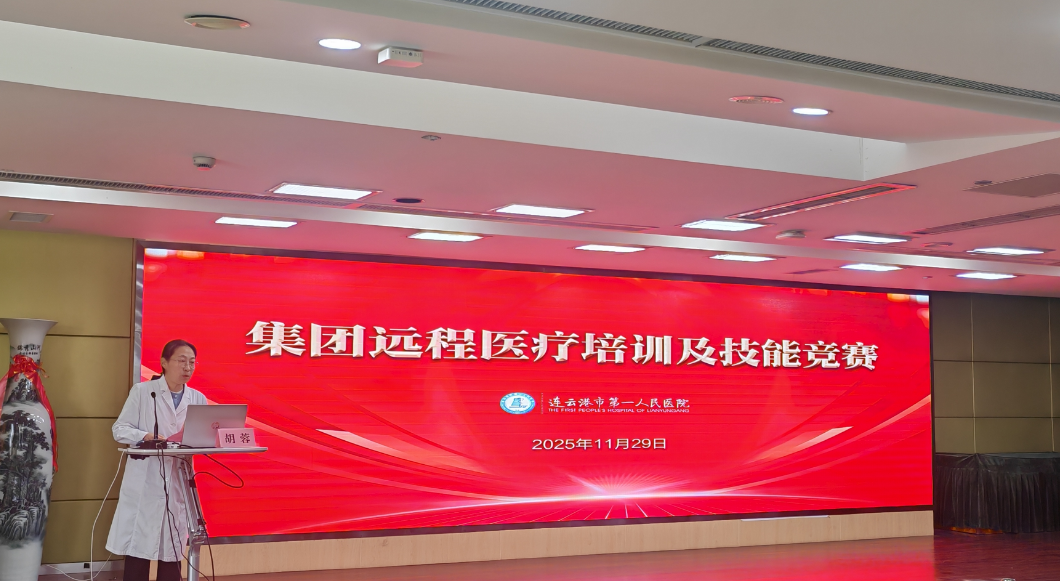 集团远程医疗培训及技能竞赛
连云港市第一人民医院
THE FIRST PEOPLE'S HOSPITAL OF LIANYUNGANG
2025年11月29日
胡蓉